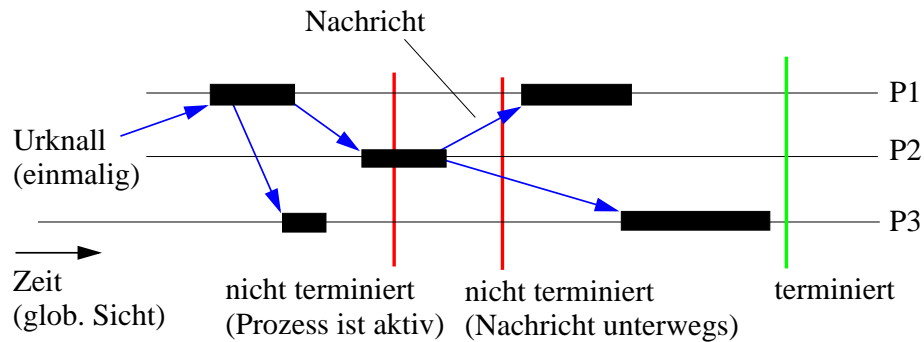 Nachricht
P1
Urknall
(einmalig)
P2
P3
Zeit
(glob. Sicht)
nicht terminiert
(Prozess ist aktiv)
nicht terminiert
(Nachricht unterwegs)
terminiert